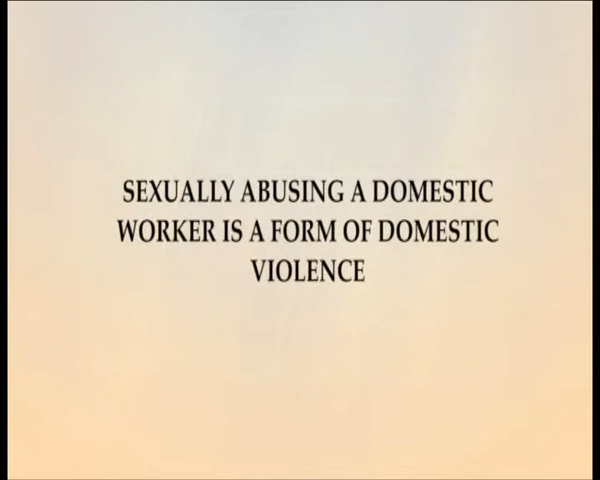 SEXUALLY ABUSING A DOMESTIC
WORKER IS A FORM OF DOMESTIC
VIOLENCE